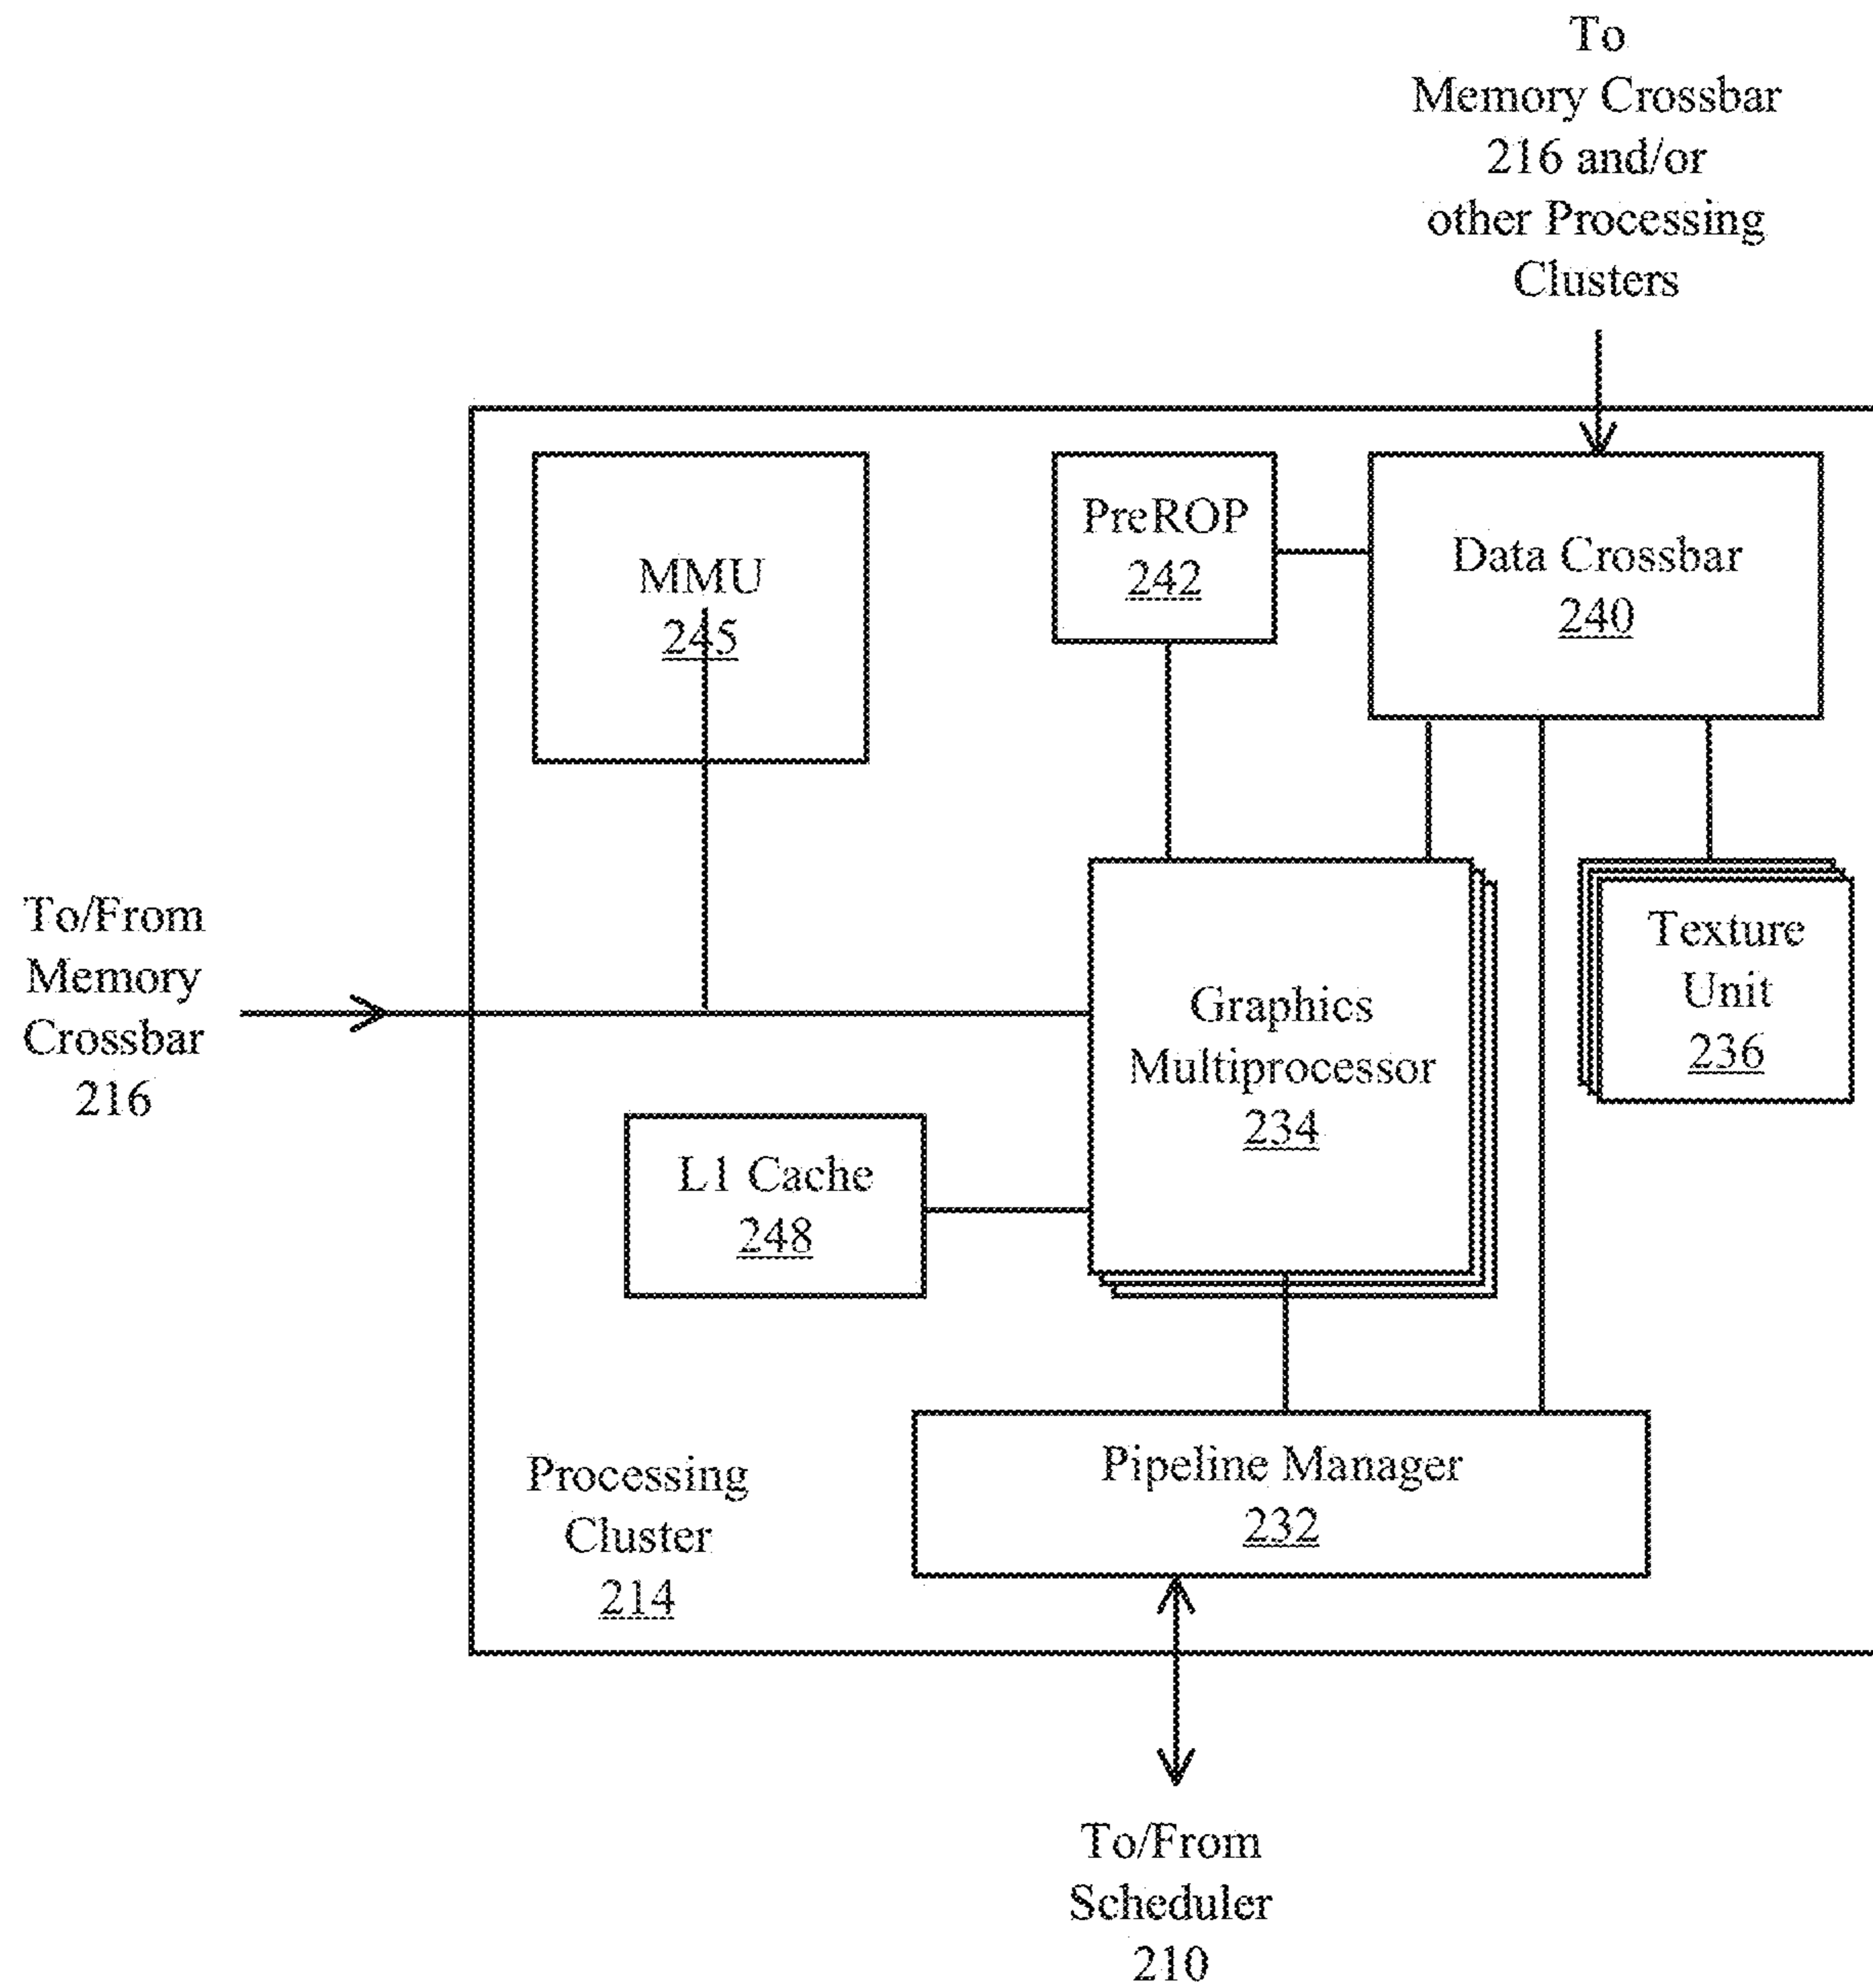 To
Memory Crossbar
216 and/or
other Processing
Clusters
MMU
245
PreROP
242
Data Crossbar
240
To/From
Memory
Crossbar
216
Graphics
Multiprocessor
234
Texture
Unit
236
L1 Cache
248
Processing
Cluster
214
Pipeline Manager
232
To/From
Scheduler
210